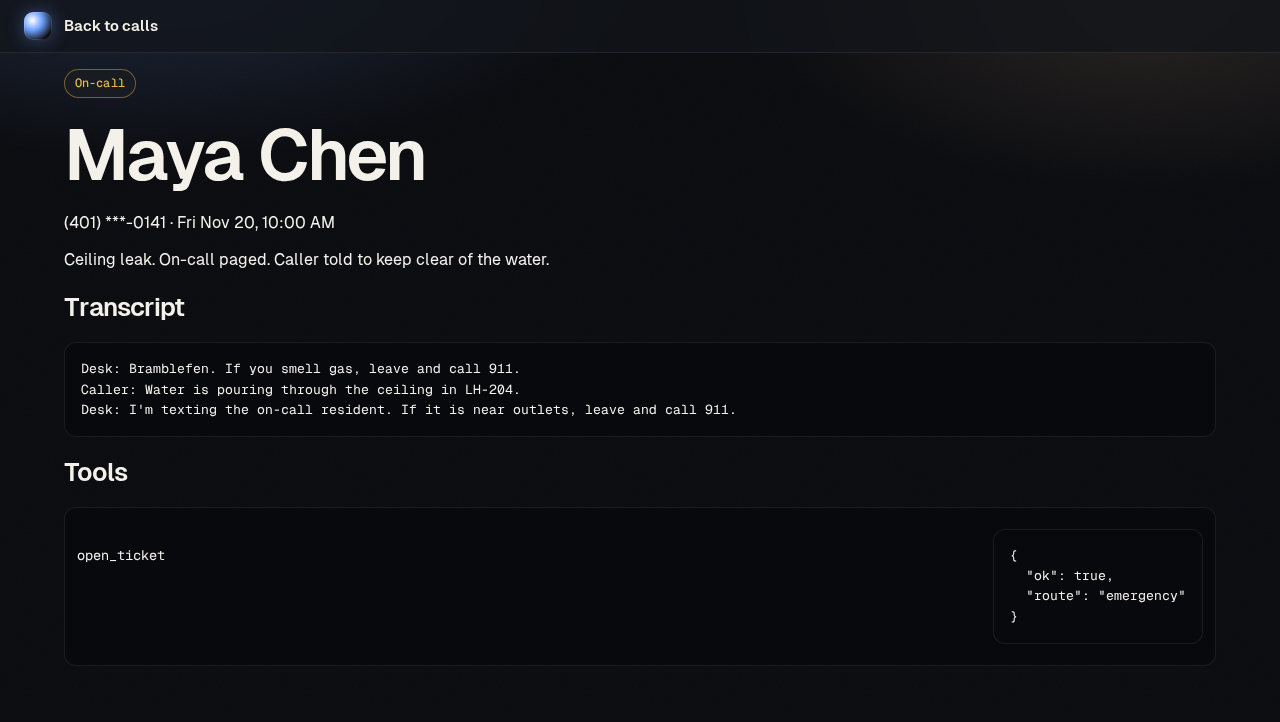 Back to calls
On-call
Maya Chen
(401) ***-0141 · Fri Nov 20, 10:00 AM
Ceiling leak. On-call paged. Caller told to keep clear of the water.
Transcript
Desk: Bramblefen. If you smell gas, leave and call 911.
Caller: Water is pouring through the ceiling in LH-204.
Desk: I'm texting the on-call resident. If it is near outlets, leave and call 911.
Tools
open_ticket
{
  "ok": true,
  "route": "emergency"
}